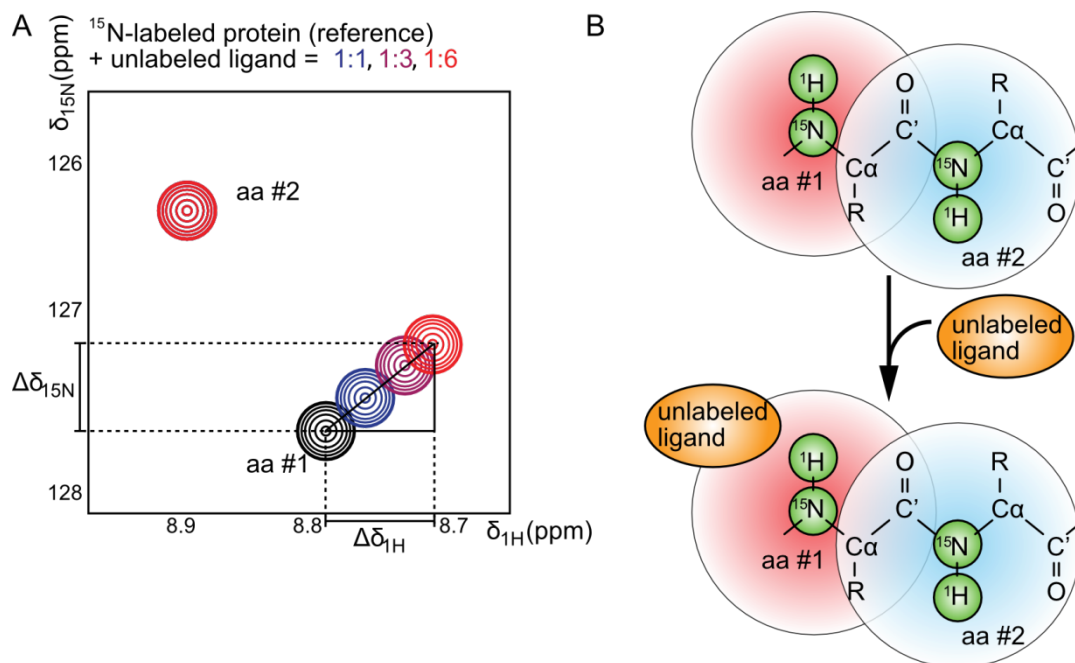 A
¹⁵N-labeled protein (reference)
+ unlabeled ligand = 1:1, 1:3, 1:6
δ15N(ppm)
126
127
128
Δδ15N
aa #2
aa #1
8.9
8.8
8.7
δ1H(ppm)
Δδ1H
B
¹H
¹⁵N
aa #1
Cα
R
O
C'
¹⁵N
¹H
aa #2
R
Cα
C'
O
unlabeled
ligand
unlabeled
ligand
¹H
¹⁵N
aa #1
Cα
R
O
C'
¹⁵N
¹H
aa #2
R
Cα
C'
O